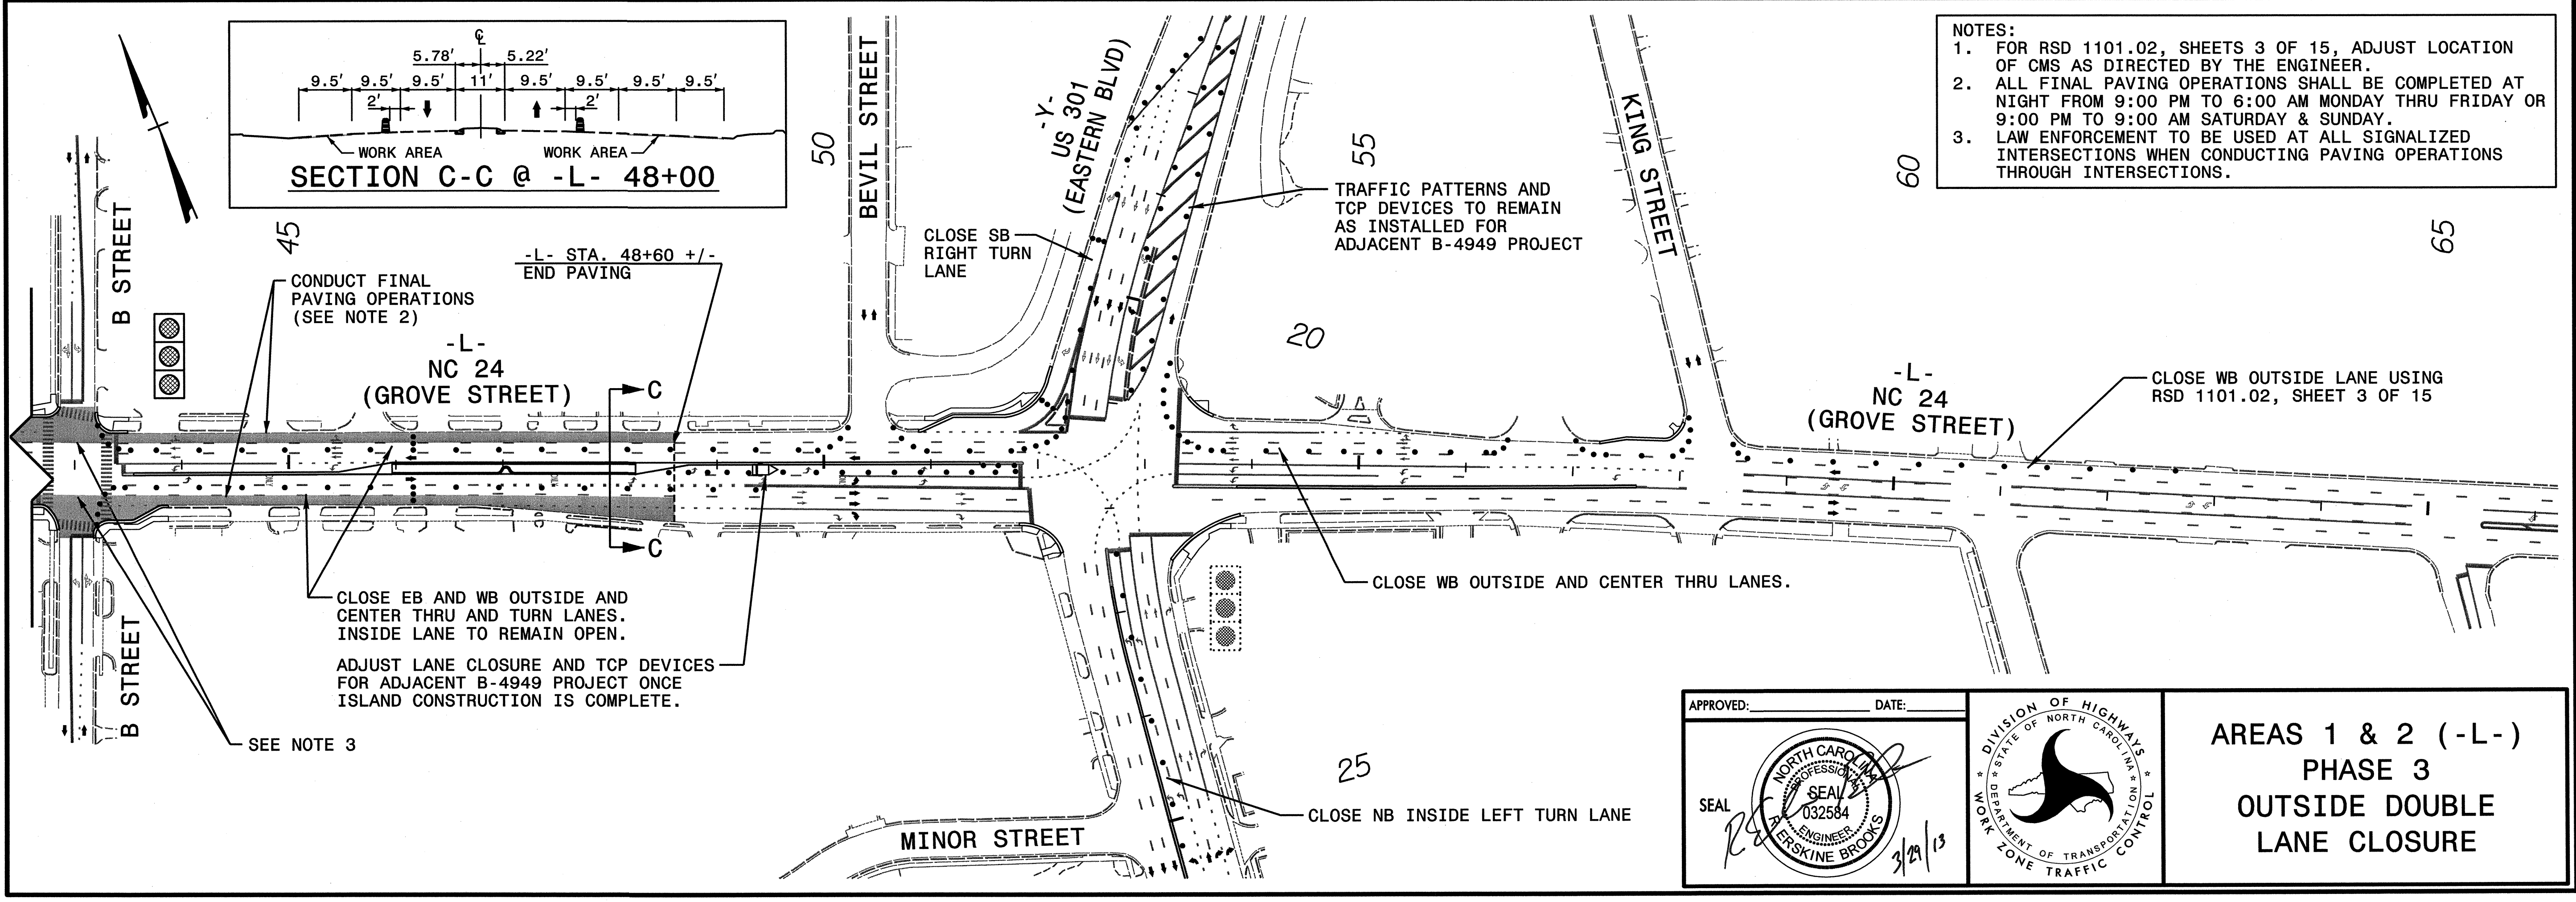 NOTES:
1. FOR RSD 1101.02, SHEETS 3 OF 15, ADJUST LOCATION
OF CMS AS DIRECTED BY THE ENGINEER.
2. ALL FINAL PAVING OPERATIONS SHALL BE COMPLETED AT
NIGHT FROM 9:00 PM TO 6:00 AM MONDAY THRU FRIDAY OR
9:00 PM TO 9:00 AM SATURDAY & SUNDAY.
3. LAW ENFORCEMENT TO BE USED AT ALL SIGNALIZED
INTERSECTIONS WHEN CONDUCTING PAVING OPERATIONS
THROUGH INTERSECTIONS.
℄
5.78' 5.22'
9.5' 9.5' 9.5' 11' 9.5' 9.5' 9.5' 9.5'
2' 2'
WORK AREA WORK AREA
SECTION C-C @ -L- 48+00
B STREET
45
50
BEVIL STREET
-Y-
US 301
(EASTERN BLVD)
55
KING STREET
60
65
CLOSE SB
RIGHT TURN
LANE
TRAFFIC PATTERNS AND
TCP DEVICES TO REMAIN
AS INSTALLED FOR
ADJACENT B-4949 PROJECT
-L- STA. 48+60 +/-
END PAVING
CONDUCT FINAL
PAVING OPERATIONS
(SEE NOTE 2)
-L-
NC 24
(GROVE STREET)
C
C
20
-L-
NC 24
(GROVE STREET)
CLOSE WB OUTSIDE LANE USING
RSD 1101.02, SHEET 3 OF 15
CLOSE WB OUTSIDE AND CENTER THRU LANES.
CLOSE EB AND WB OUTSIDE AND
CENTER THRU AND TURN LANES.
INSIDE LANE TO REMAIN OPEN.
ADJUST LANE CLOSURE AND TCP DEVICES
FOR ADJACENT B-4949 PROJECT ONCE
ISLAND CONSTRUCTION IS COMPLETE.
B STREET
SEE NOTE 3
25
CLOSE NB INSIDE LEFT TURN LANE
MINOR STREET
APPROVED: DATE:
SEAL
NORTH CAROLINA
PROFESSIONAL
SEAL
032584
ENGINEER
R ERSKINE BROOKS
3/29/13
DIVISION OF HIGHWAYS
STATE OF NORTH CAROLINA
DEPARTMENT OF TRANSPORTATION
WORK ZONE TRAFFIC CONTROL
AREAS 1 & 2 (-L-)
PHASE 3
OUTSIDE DOUBLE
LANE CLOSURE